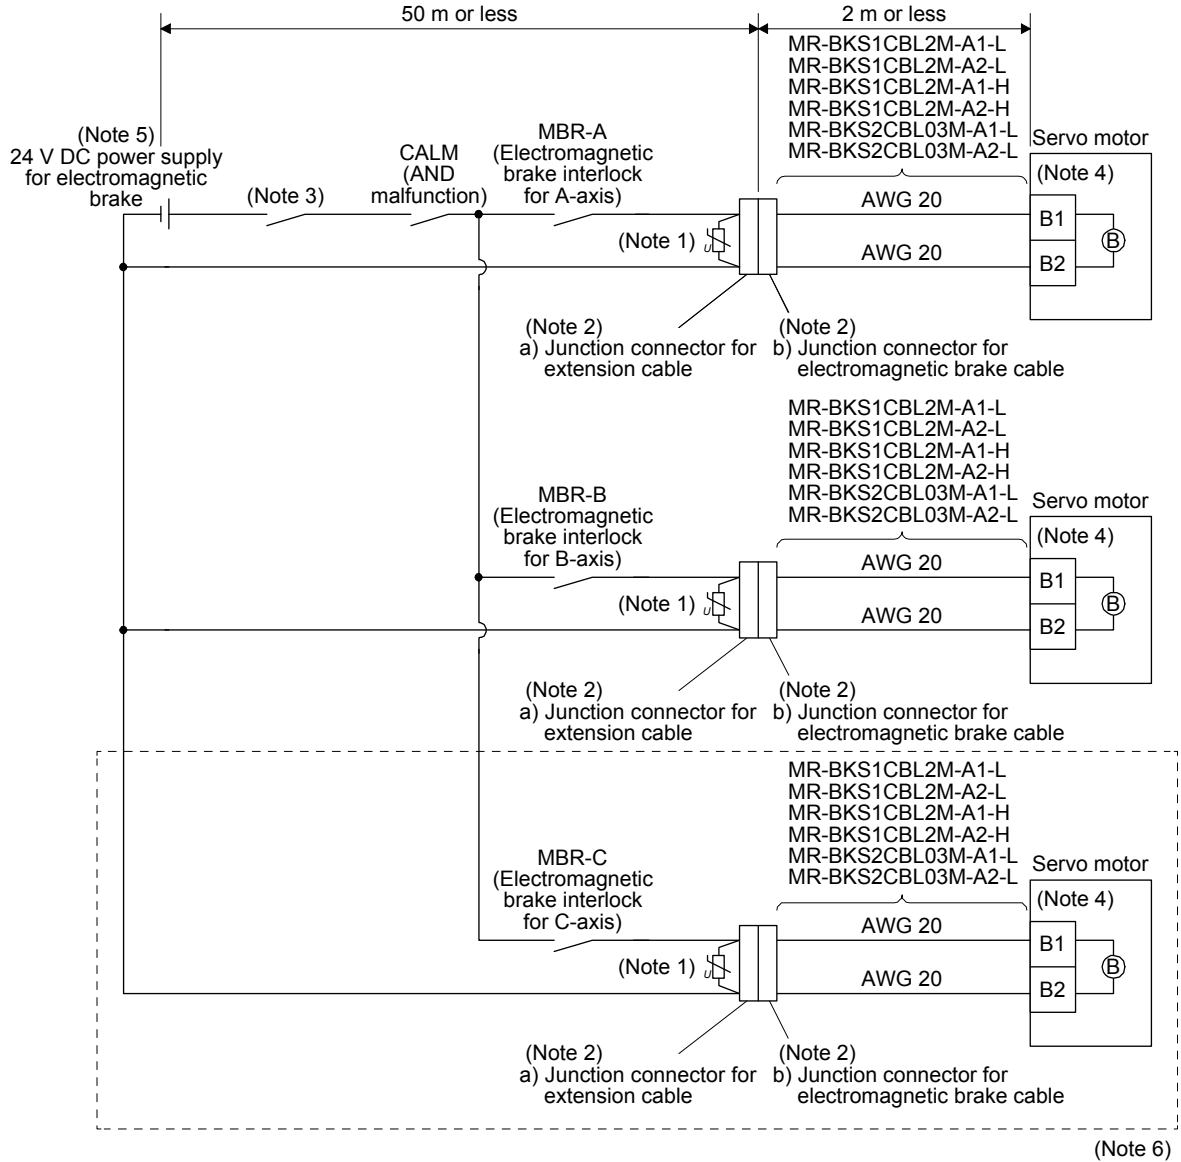 50 m or less
2 m or less
MR-BKS1CBL2M-A1-L
MR-BKS1CBL2M-A2-L
MR-BKS1CBL2M-A1-H
MR-BKS1CBL2M-A2-H
MR-BKS2CBL03M-A1-L
MR-BKS2CBL03M-A2-L
(Note 5)
24 V DC power supply
for electromagnetic
brake
(Note 3)
CALM
(AND
malfunction)
MBR-A
(Electromagnetic
brake interlock
for A-axis)
(Note 1)
U
AWG 20
AWG 20
Servo motor
(Note 4)
B1
B2
B
(Note 2)
a) Junction connector for
extension cable
(Note 2)
b) Junction connector for
electromagnetic brake cable
MR-BKS1CBL2M-A1-L
MR-BKS1CBL2M-A2-L
MR-BKS1CBL2M-A1-H
MR-BKS1CBL2M-A2-H
MR-BKS2CBL03M-A1-L
MR-BKS2CBL03M-A2-L
MBR-B
(Electromagnetic
brake interlock
for B-axis)
(Note 1)
U
AWG 20
AWG 20
Servo motor
(Note 4)
B1
B2
B
(Note 2)
a) Junction connector for
extension cable
(Note 2)
b) Junction connector for
electromagnetic brake cable
MR-BKS1CBL2M-A1-L
MR-BKS1CBL2M-A2-L
MR-BKS1CBL2M-A1-H
MR-BKS1CBL2M-A2-H
MR-BKS2CBL03M-A1-L
MR-BKS2CBL03M-A2-L
MBR-C
(Electromagnetic
brake interlock
for C-axis)
(Note 1)
U
AWG 20
AWG 20
Servo motor
(Note 4)
B1
B2
B
(Note 2)
a) Junction connector for
extension cable
(Note 2)
b) Junction connector for
electromagnetic brake cable
(Note 6)